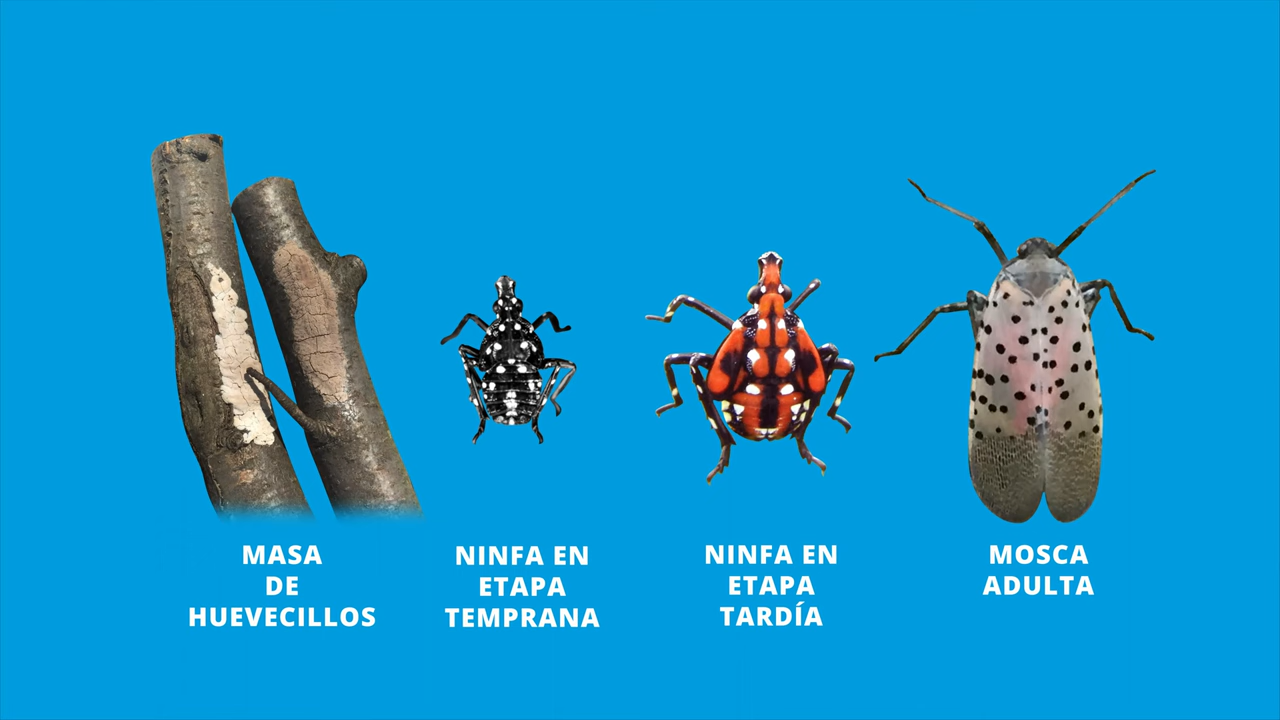 MASA
DE
HUEVECILLOS
NINFA EN
ETAPA
TEMPRANA
NINFA EN
ETAPA
TARDÍA
MOSCA
ADULTA